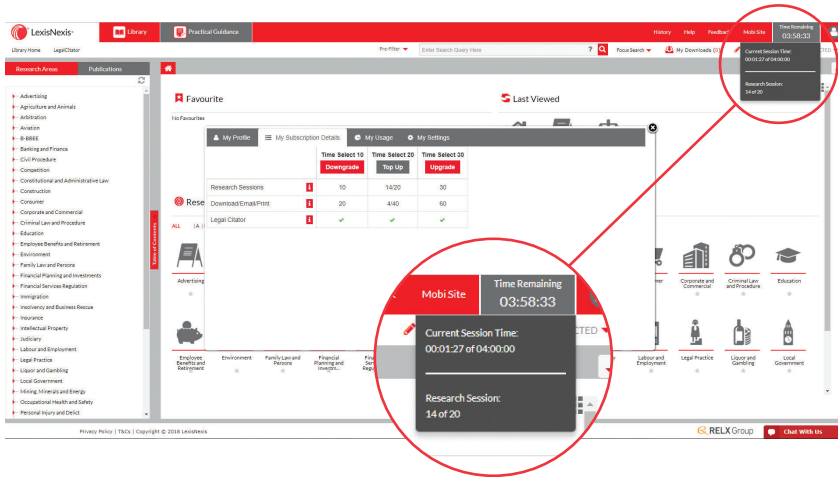 LexisNexis
Library
Practical Guidance
History Help Feedback Mobi Site
Time Remaining
03:58:33
Library Home LegalCitator
Pre-Filter
Enter Search Query Here
?
Focus Search
My Downloads (0)
Current Session Time:
00:01:27 of 04:00:00
Research Session:
14 of 20
Research Areas Publications
Advertising
Agriculture and Animals
Arbitration
Aviation
B-BBEE
Banking and Finance
Civil Procedure
Competition
Constitutional and Administrative Law
Construction
Consumer
Corporate and Commercial
Criminal Law and Procedure
Education
Employee Benefits and Retirement
Environment
Family Law and Persons
Financial Planning and Investments
Financial Services Regulation
Immigration
Insolvency and Business Rescue
Insurance
Intellectual Property
Judiciary
Labour and Employment
Legal Practice
Liquor and Gambling
Local Government
Mining, Minerals and Energy
Occupational Health and Safety
Personal Injury and Delict
Table of Contents
Favourite
No Favourites
Last Viewed
My Profile My Subscription Details My Usage My Settings
Time Select 10 Time Select 20 Time Select 30
Downgrade Top Up Upgrade
Research Sessions 10 14/20 30
Download/Email/Print 20 4/40 60
Legal Citator
Rese
ALL
Advertising
Corporate and Commercial
Criminal Law and Procedure
Education
Employee Benefits and Retirement
Environment
Family Law and Persons
Financial Planning and Investm...
Labour and Employment
Legal Practice
Liquor and Gambling
Local Government
Mobi Site
Time Remaining
03:58:33
CTED
Current Session Time:
00:01:27 of 04:00:00
Research Session:
14 of 20
Privacy Policy | T&Cs | Copyright © 2018 LexisNexis
RELX Group
Chat With Us